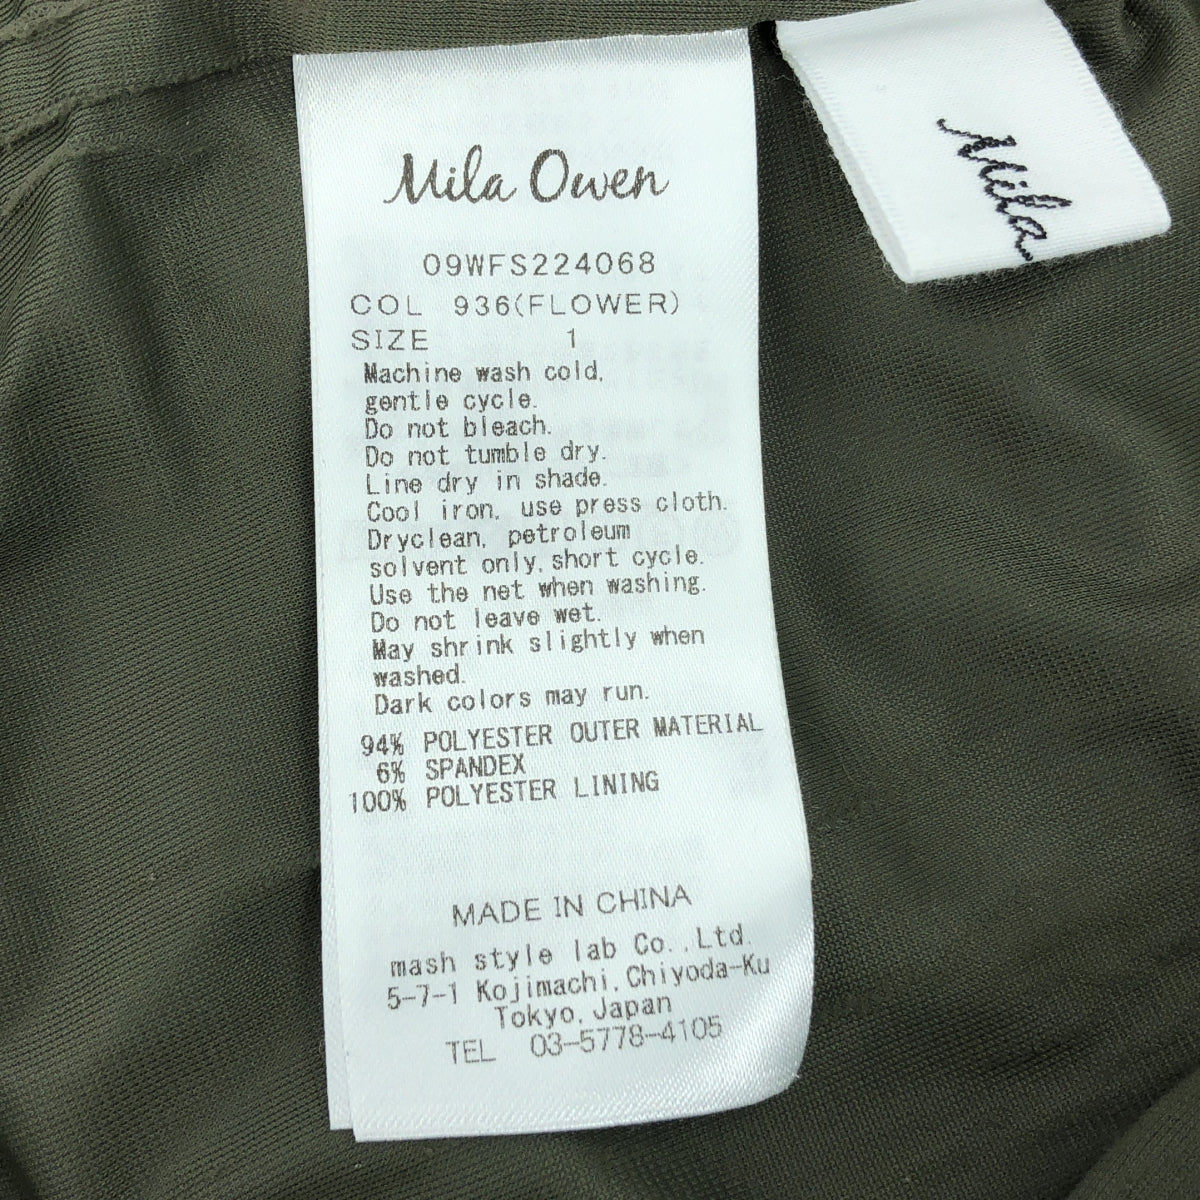 Mila Owen
Mila
09WFS224068
COL 936(FLOWER)
SIZE 1
Machine wash cold,
gentle cycle.
Do not bleach.
Do not tumble dry.
Line dry in shade.
Cool iron, use press cloth.
Dryclean, petroleum
solvent only, short cycle.
Use the net when washing.
Do not leave wet.
May shrink slightly when
washed.
Dark colors may run.
94% POLYESTER OUTER MATERIAL
6% SPANDEX
100% POLYESTER LINING
MADE IN CHINA
mash style lab Co.,Ltd.
5-7-1 Kojimachi,Chiyoda-Ku
Tokyo,Japan
TEL 03-5778-4105